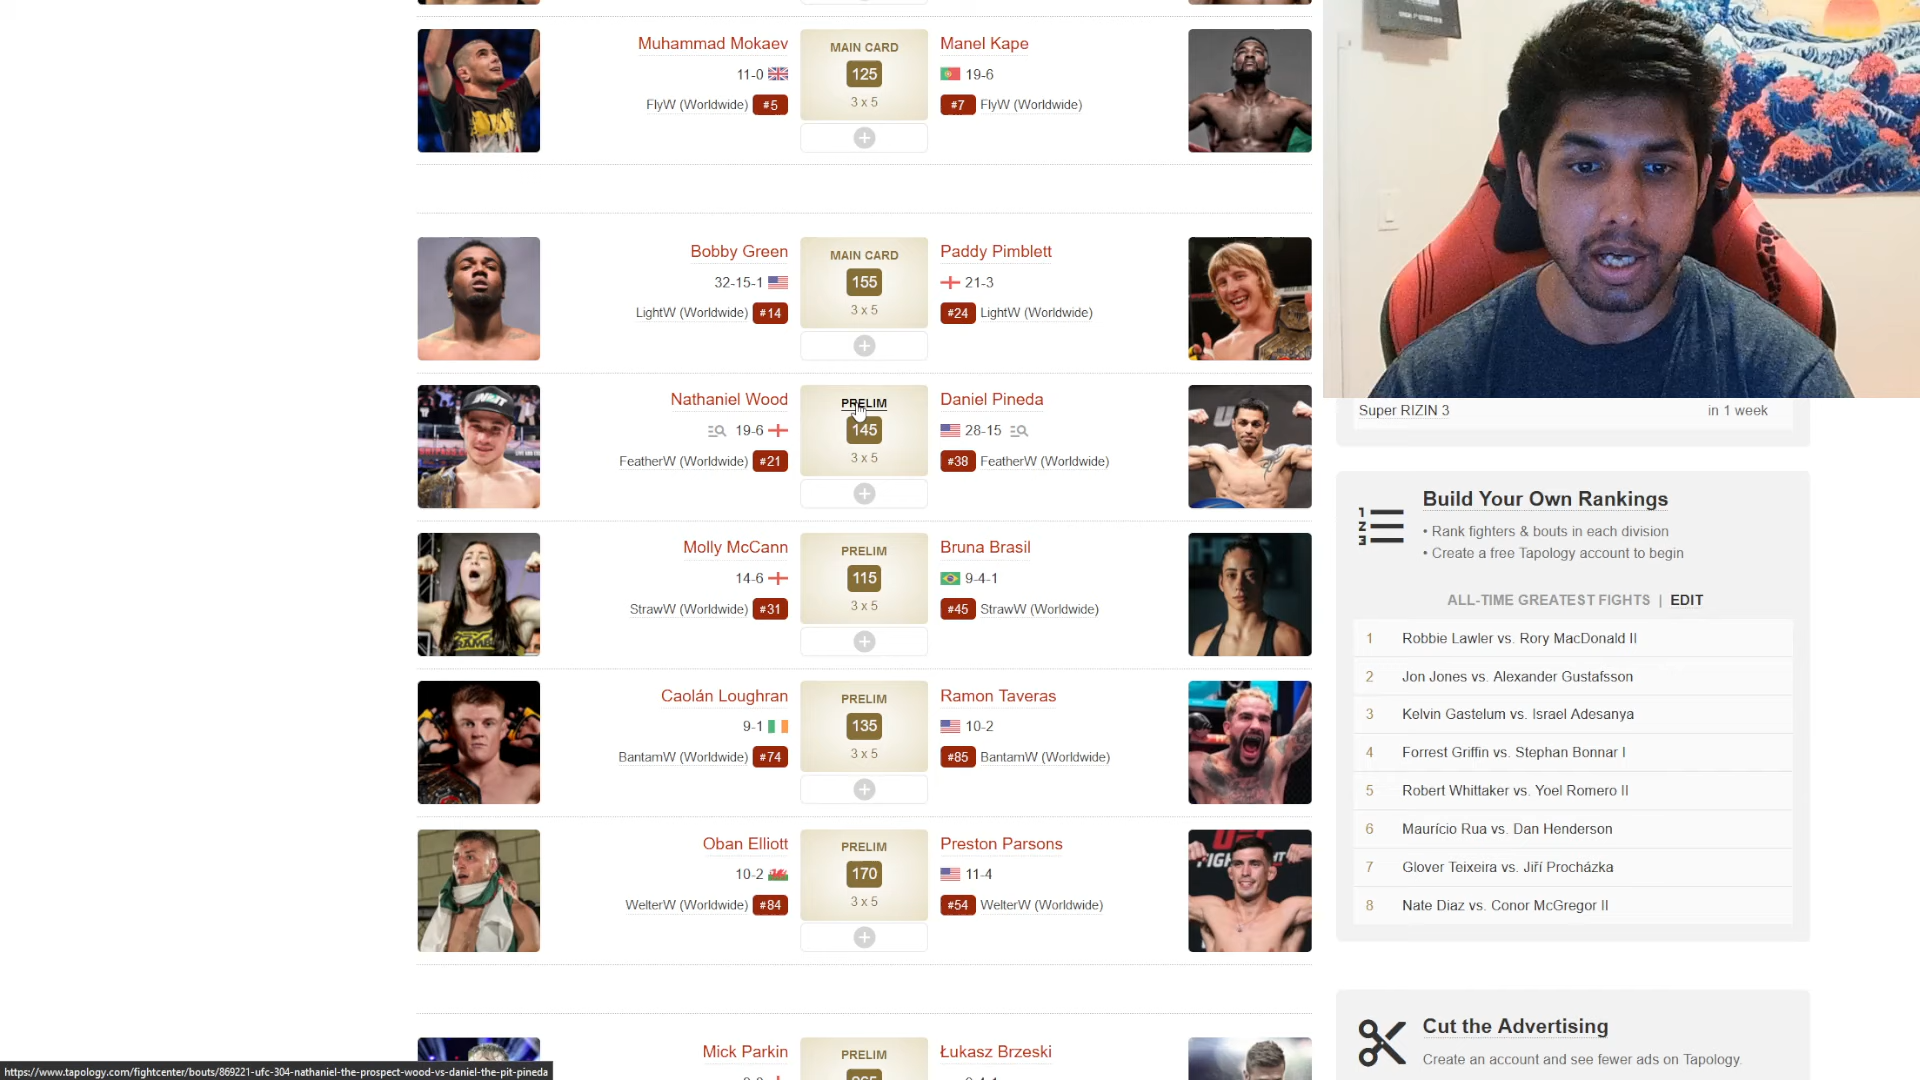 Muhammad Mokaev
MAIN CARD
Manel Kape
11-0
125
19-6
FlyW (Worldwide) #5
3 x 5
#7 FlyW (Worldwide)
Bobby Green
MAIN CARD
Paddy Pimblett
32-15-1
155
21-3
LightW (Worldwide) #14
3 x 5
#24 LightW (Worldwide)
Nathaniel Wood
PRELIM
Daniel Pineda
19-6
145
28-15
FeatherW (Worldwide) #21
3 x 5
#38 FeatherW (Worldwide)
Molly McCann
PRELIM
Bruna Brasil
14-6
115
9-4-1
StrawW (Worldwide) #31
3 x 5
#45 StrawW (Worldwide)
Caolán Loughran
PRELIM
Ramon Taveras
9-1
135
10-2
BantamW (Worldwide) #74
3 x 5
#85 BantamW (Worldwide)
Oban Elliott
PRELIM
Preston Parsons
10-2
170
11-4
WelterW (Worldwide) #84
3 x 5
#54 WelterW (Worldwide)
Mick Parkin
PRELIM
Łukasz Brzeski
Super RIZIN 3
in 1 week
Build Your Own Rankings
• Rank fighters & bouts in each division
• Create a free Tapology account to begin
ALL-TIME GREATEST FIGHTS | EDIT
1 Robbie Lawler vs. Rory MacDonald II
2 Jon Jones vs. Alexander Gustafsson
3 Kelvin Gastelum vs. Israel Adesanya
4 Forrest Griffin vs. Stephan Bonnar I
5 Robert Whittaker vs. Yoel Romero II
6 Maurício Rua vs. Dan Henderson
7 Glover Teixeira vs. Jiří Procházka
8 Nate Diaz vs. Conor McGregor II
Cut the Advertising
Create an account and see fewer ads on Tapology.
https://www.tapology.com/fightcenter/bouts/869221-ufc-304-nathaniel-the-prospect-wood-vs-daniel-the-pit-pineda